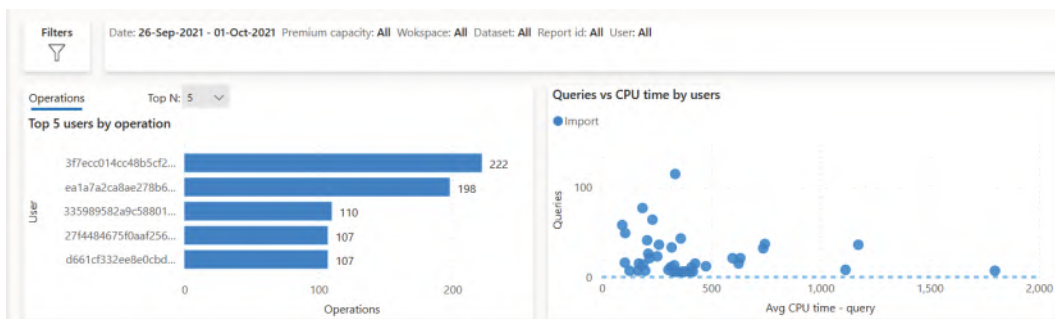 Filters
Date: 26-Sep-2021 - 01-Oct-2021 Premium capacity: All Wokspace: All Dataset: All Report id: All User: All
Operations
Top N: 5
Top 5 users by operation
User
3f7ecc014cc48b5cf2...
222
ea1a7a2ca8ae278b6...
198
335989582a9c58801...
110
27f4484675f0aaf256...
107
d661cf332ee8e0cbd...
107
0
100
200
Operations
Queries vs CPU time by users
Import
Queries
100
0
0
500
1,000
1,500
2,000
Avg CPU time - query